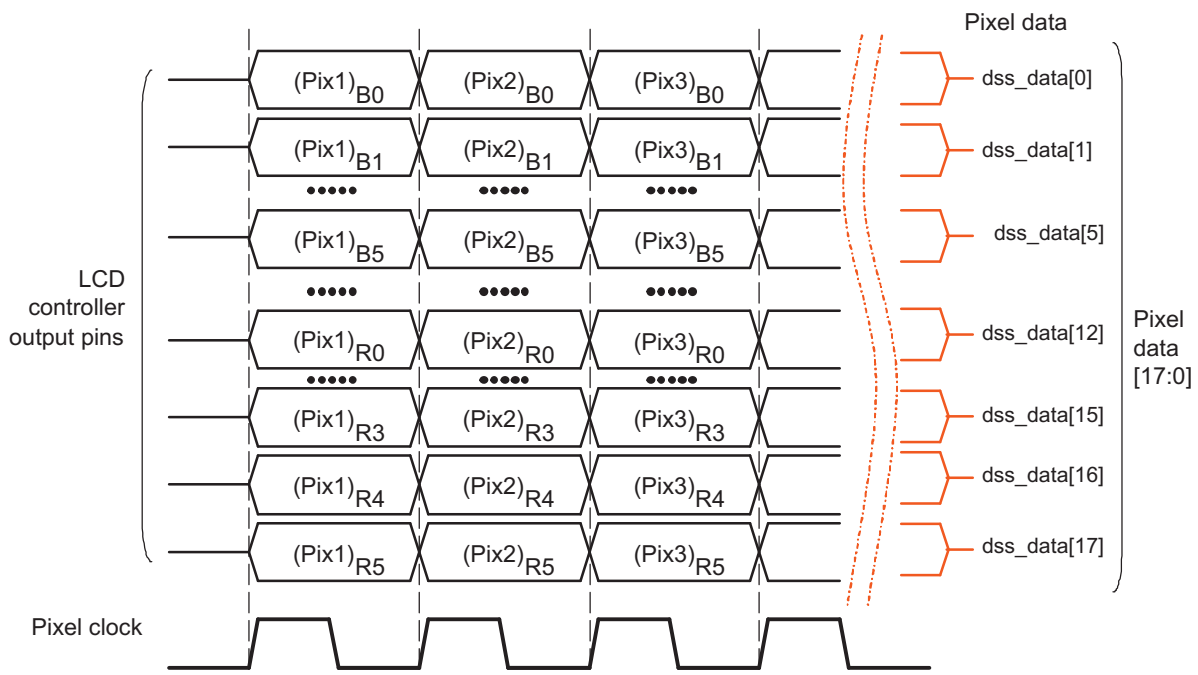 Pixel data
(Pix1)B0 (Pix2)B0 (Pix3)B0 dss_data[0]
(Pix1)B1 (Pix2)B1 (Pix3)B1 dss_data[1]
(Pix1)B5 (Pix2)B5 (Pix3)B5 dss_data[5]
LCD
controller
output pins
(Pix1)R0 (Pix2)R0 (Pix3)R0 dss_data[12]
Pixel
data
[17:0]
(Pix1)R3 (Pix2)R3 (Pix3)R3 dss_data[15]
(Pix1)R4 (Pix2)R4 (Pix3)R4 dss_data[16]
(Pix1)R5 (Pix2)R5 (Pix3)R5 dss_data[17]
Pixel clock